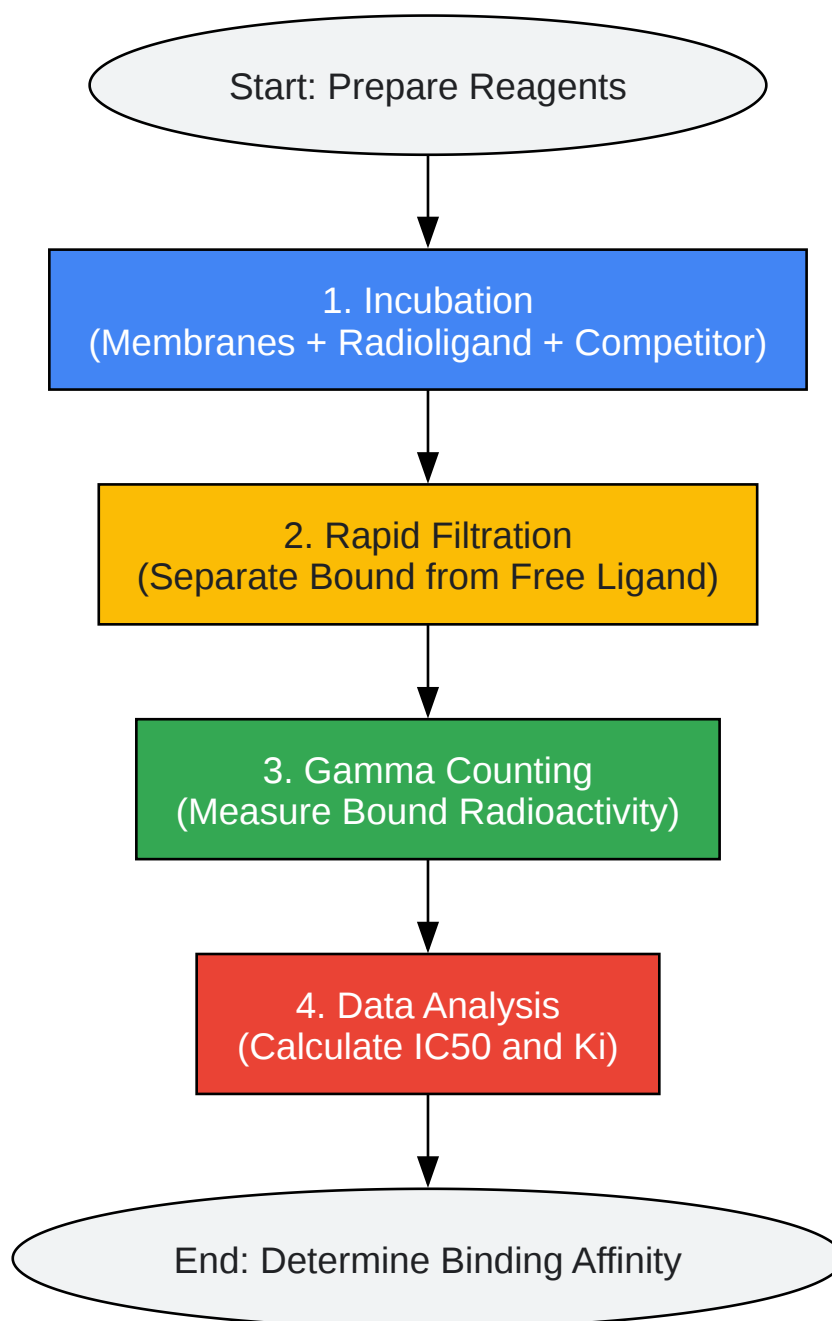 Start: Prepare Reagents
1. Incubation
(Membranes + Radioligand + Competitor)
2. Rapid Filtration
(Separate Bound from Free Ligand)
3. Gamma Counting
(Measure Bound Radioactivity)
4. Data Analysis
(Calculate IC50 and Ki)
End: Determine Binding Affinity